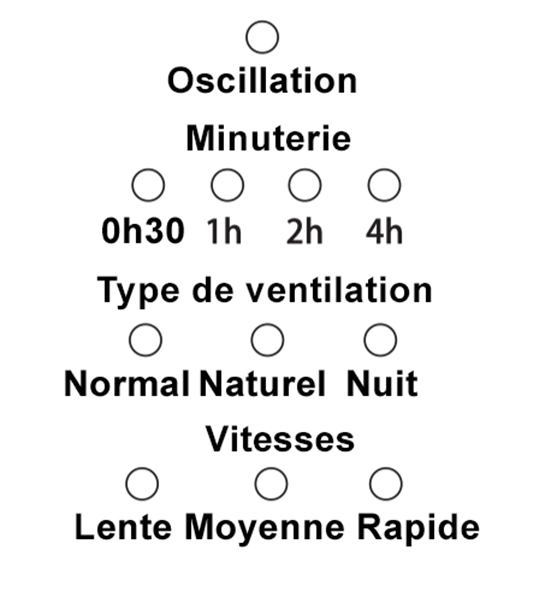 Oscillation
Minuterie
0h30 1h 2h 4h
Type de ventilation
Normal Naturel Nuit
Vitesses
Lente Moyenne Rapide